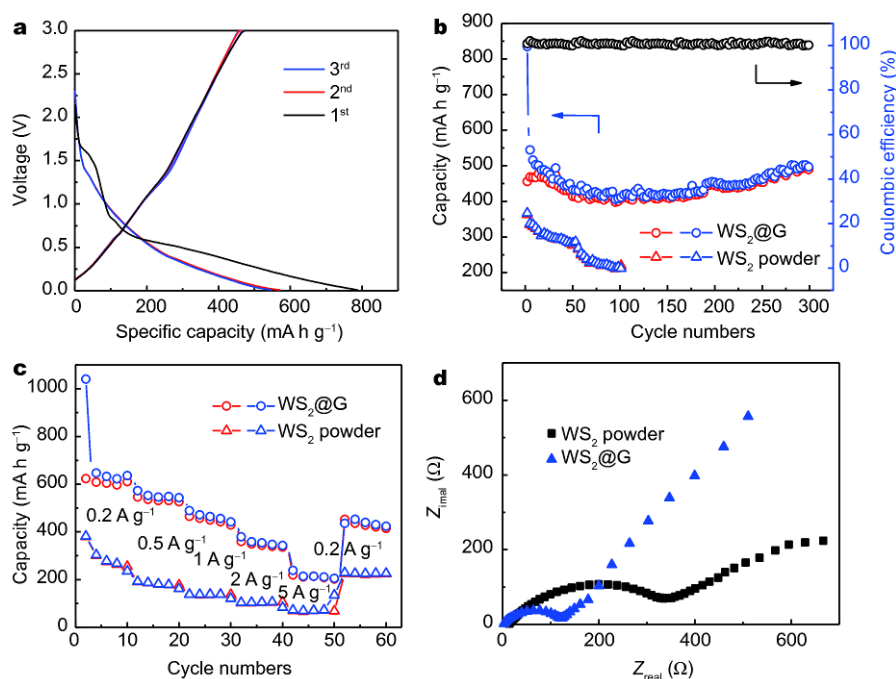 a
3.0
2.5
2.0
1.5
1.0
0.5
0.0
Voltage (V)
3rd
2nd
1st
0
200
400
600
800
Specific capacity (mA h g–1)
b
900
800
700
600
500
400
300
200
Capacity (mA h g–1)
100
80
60
40
20
0
Coulombic efficiency (%)
WS2@G
WS2 powder
0
50
100
150
200
250
300
Cycle numbers
c
1000
800
600
400
200
0
Capacity (mA h g–1)
WS2@G
WS2 powder
0.2 A g–1
0.5 A g–1
1 A g–1
2 A g–1
5 A g–1
0.2 A g–1
0
10
20
30
40
50
60
Cycle numbers
d
600
400
200
0
Zimal (Ω)
WS2 powder
WS2@G
0
200
400
600
Zreal (Ω)